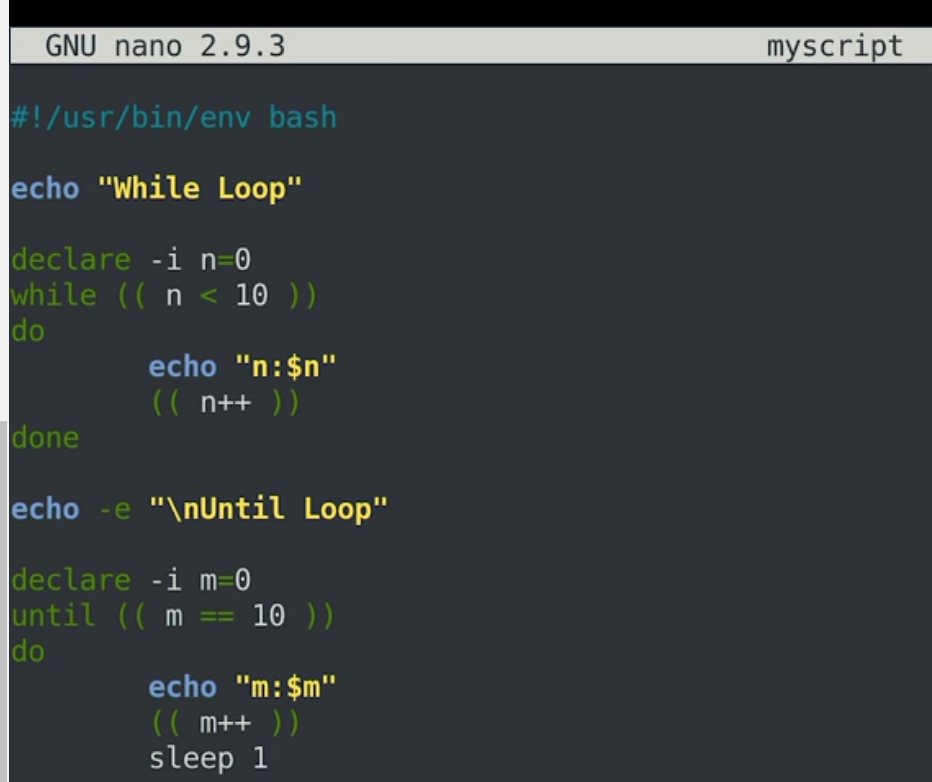 GNU nano 2.9.3 myscript
#!/usr/bin/env bash
echo "While Loop"
declare -i n=0
while (( n < 10 ))
do
        echo "n:$n"
        (( n++ ))
done
echo -e "\nUntil Loop"
declare -i m=0
until (( m == 10 ))
do
        echo "m:$m"
        (( m++ ))
        sleep 1